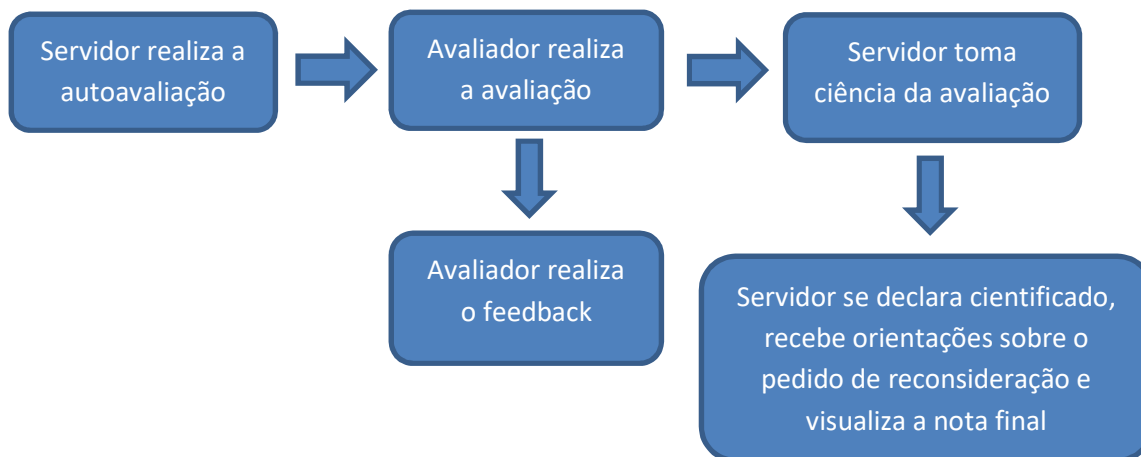 Servidor realiza a
autoavaliação
Avaliador realiza
a avaliação
Servidor toma
ciência da avaliação
Avaliador realiza
o feedback
Servidor se declara cientificado,
recebe orientações sobre o
pedido de reconsideração e
visualiza a nota final